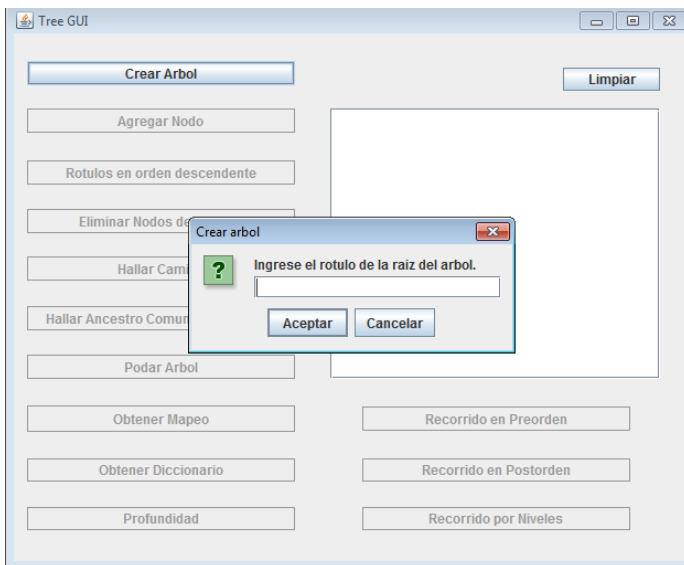 Tree GUI
Crear Arbol
Limpiar
Agregar Nodo
Rotulos en orden descendente
Eliminar Nodos de
Crear arbol
Hallar
?
Ingrese el rotulo de la raiz del arbol.
Hallar Ancestro Comun
Aceptar
Cancelar
Podar Arbol
Obtener Mapeo
Recorrido en Preorden
Obtener Diccionario
Recorrido en Postorden
Profundidad
Recorrido por Niveles